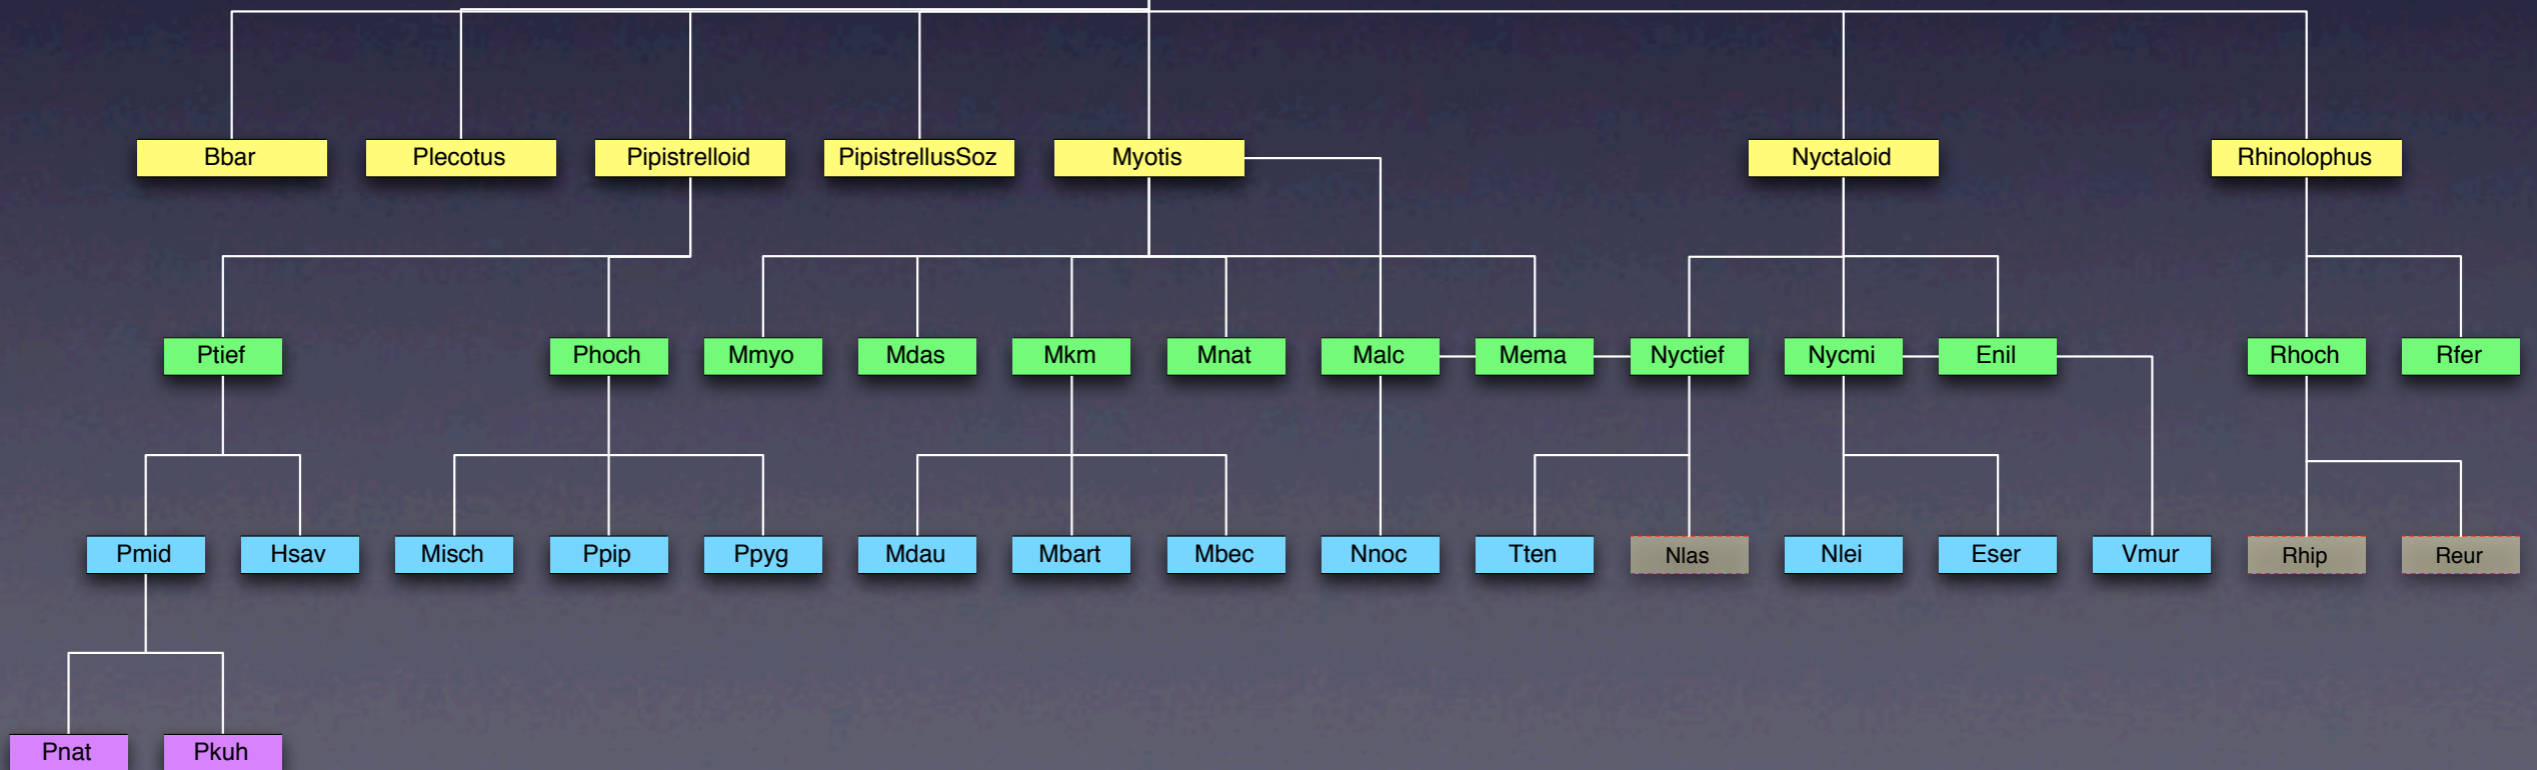 Bbar
Plecotus
Pipistrelloid
PipistrellusSoz
Myotis
Nyctaloid
Rhinolophus
Ptief
Phoch
Mmyo
Mdas
Mkm
Mnat
Malc
Mema
Nyctief
Nycmi
Enil
Rhoch
Rfer
Pmid
Hsav
Misch
Ppip
Ppyg
Mdau
Mbart
Mbec
Nnoc
Tten
Nlas
Nlei
Eser
Vmur
Rhip
Reur
Pnat
Pkuh